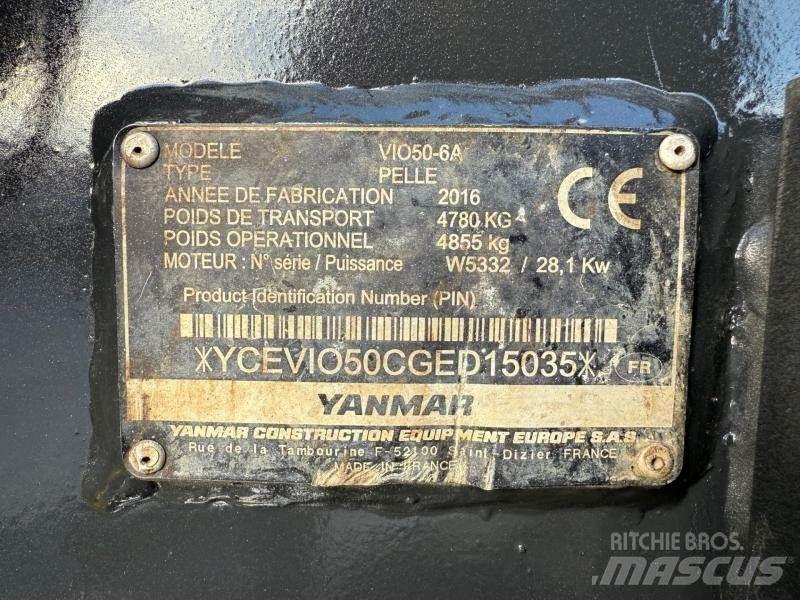 MODELE VIO50-6A
TYPE PELLE
ANNEE DE FABRICATION 2016
POIDS DE TRANSPORT 4780 KG
POIDS OPERATIONNEL 4855 kg
MOTEUR : N° série / Puissance W5332 / 28,1 Kw
CE
Product Identification Number (PIN)
*YCEVIO50CGED15035*
FR
YANMAR
YANMAR CONSTRUCTION EQUIPMENT EUROPE S.A.S
Rue de la Tambourine F-52100 Saint-Dizier FRANCE
MADE IN FRANCE
RITCHIE BROS.
MASCUS